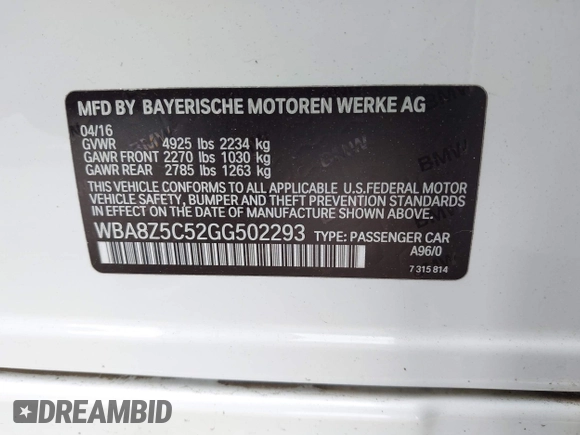 MFD BY BAYERISCHE MOTOREN WERKE AG
04/16
GVWR 4925 lbs 2234 kg
GAWR FRONT 2270 lbs 1030 kg
GAWR REAR 2785 lbs 1263 kg
THIS VEHICLE CONFORMS TO ALL APPLICABLE U.S.FEDERAL MOTOR
VEHICLE SAFETY, BUMPER AND THEFT PREVENTION STANDARDS
IN EFFECT ON THE DATE OF MANUFACTURE SHOWN ABOVE.
WBA8Z5C52GG502293 TYPE: PASSENGER CAR
A96/0
7 315 814
BMW
BMW
DREAMBID